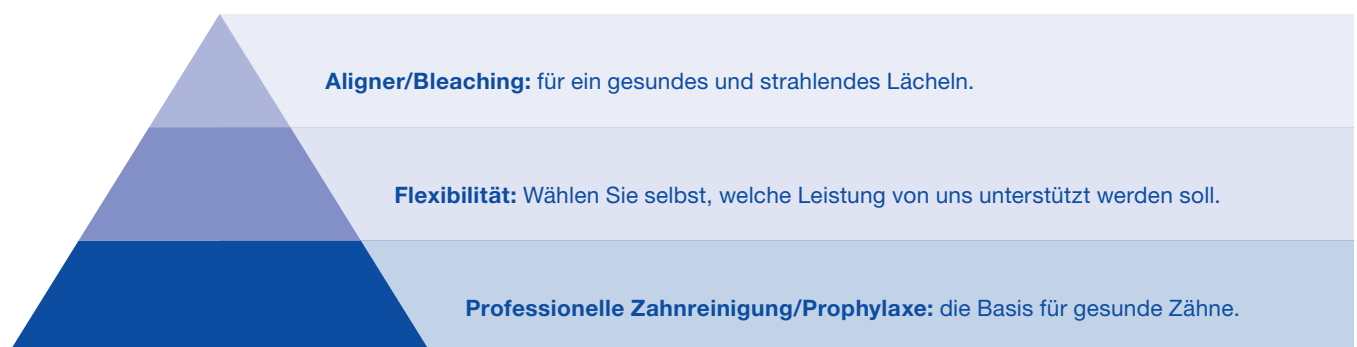 Aligner/Bleaching: für ein gesundes und strahlendes Lächeln.
Flexibilität: Wählen Sie selbst, welche Leistung von uns unterstützt werden soll.
Professionelle Zahnreinigung/Prophylaxe: die Basis für gesunde Zähne.